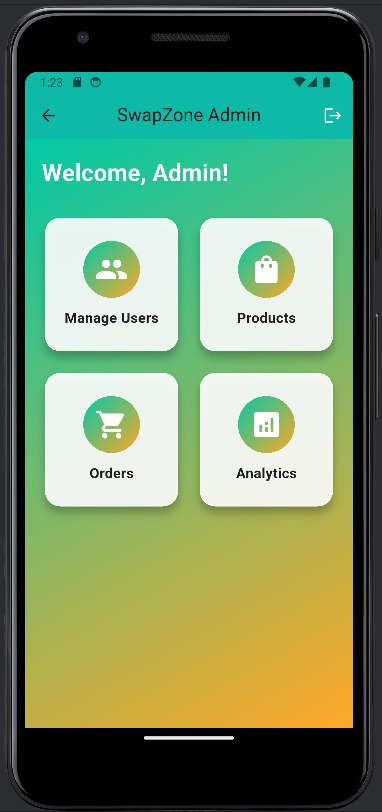 1:23
SwapZone Admin
Welcome, Admin!
Manage Users
Products
Orders
Analytics